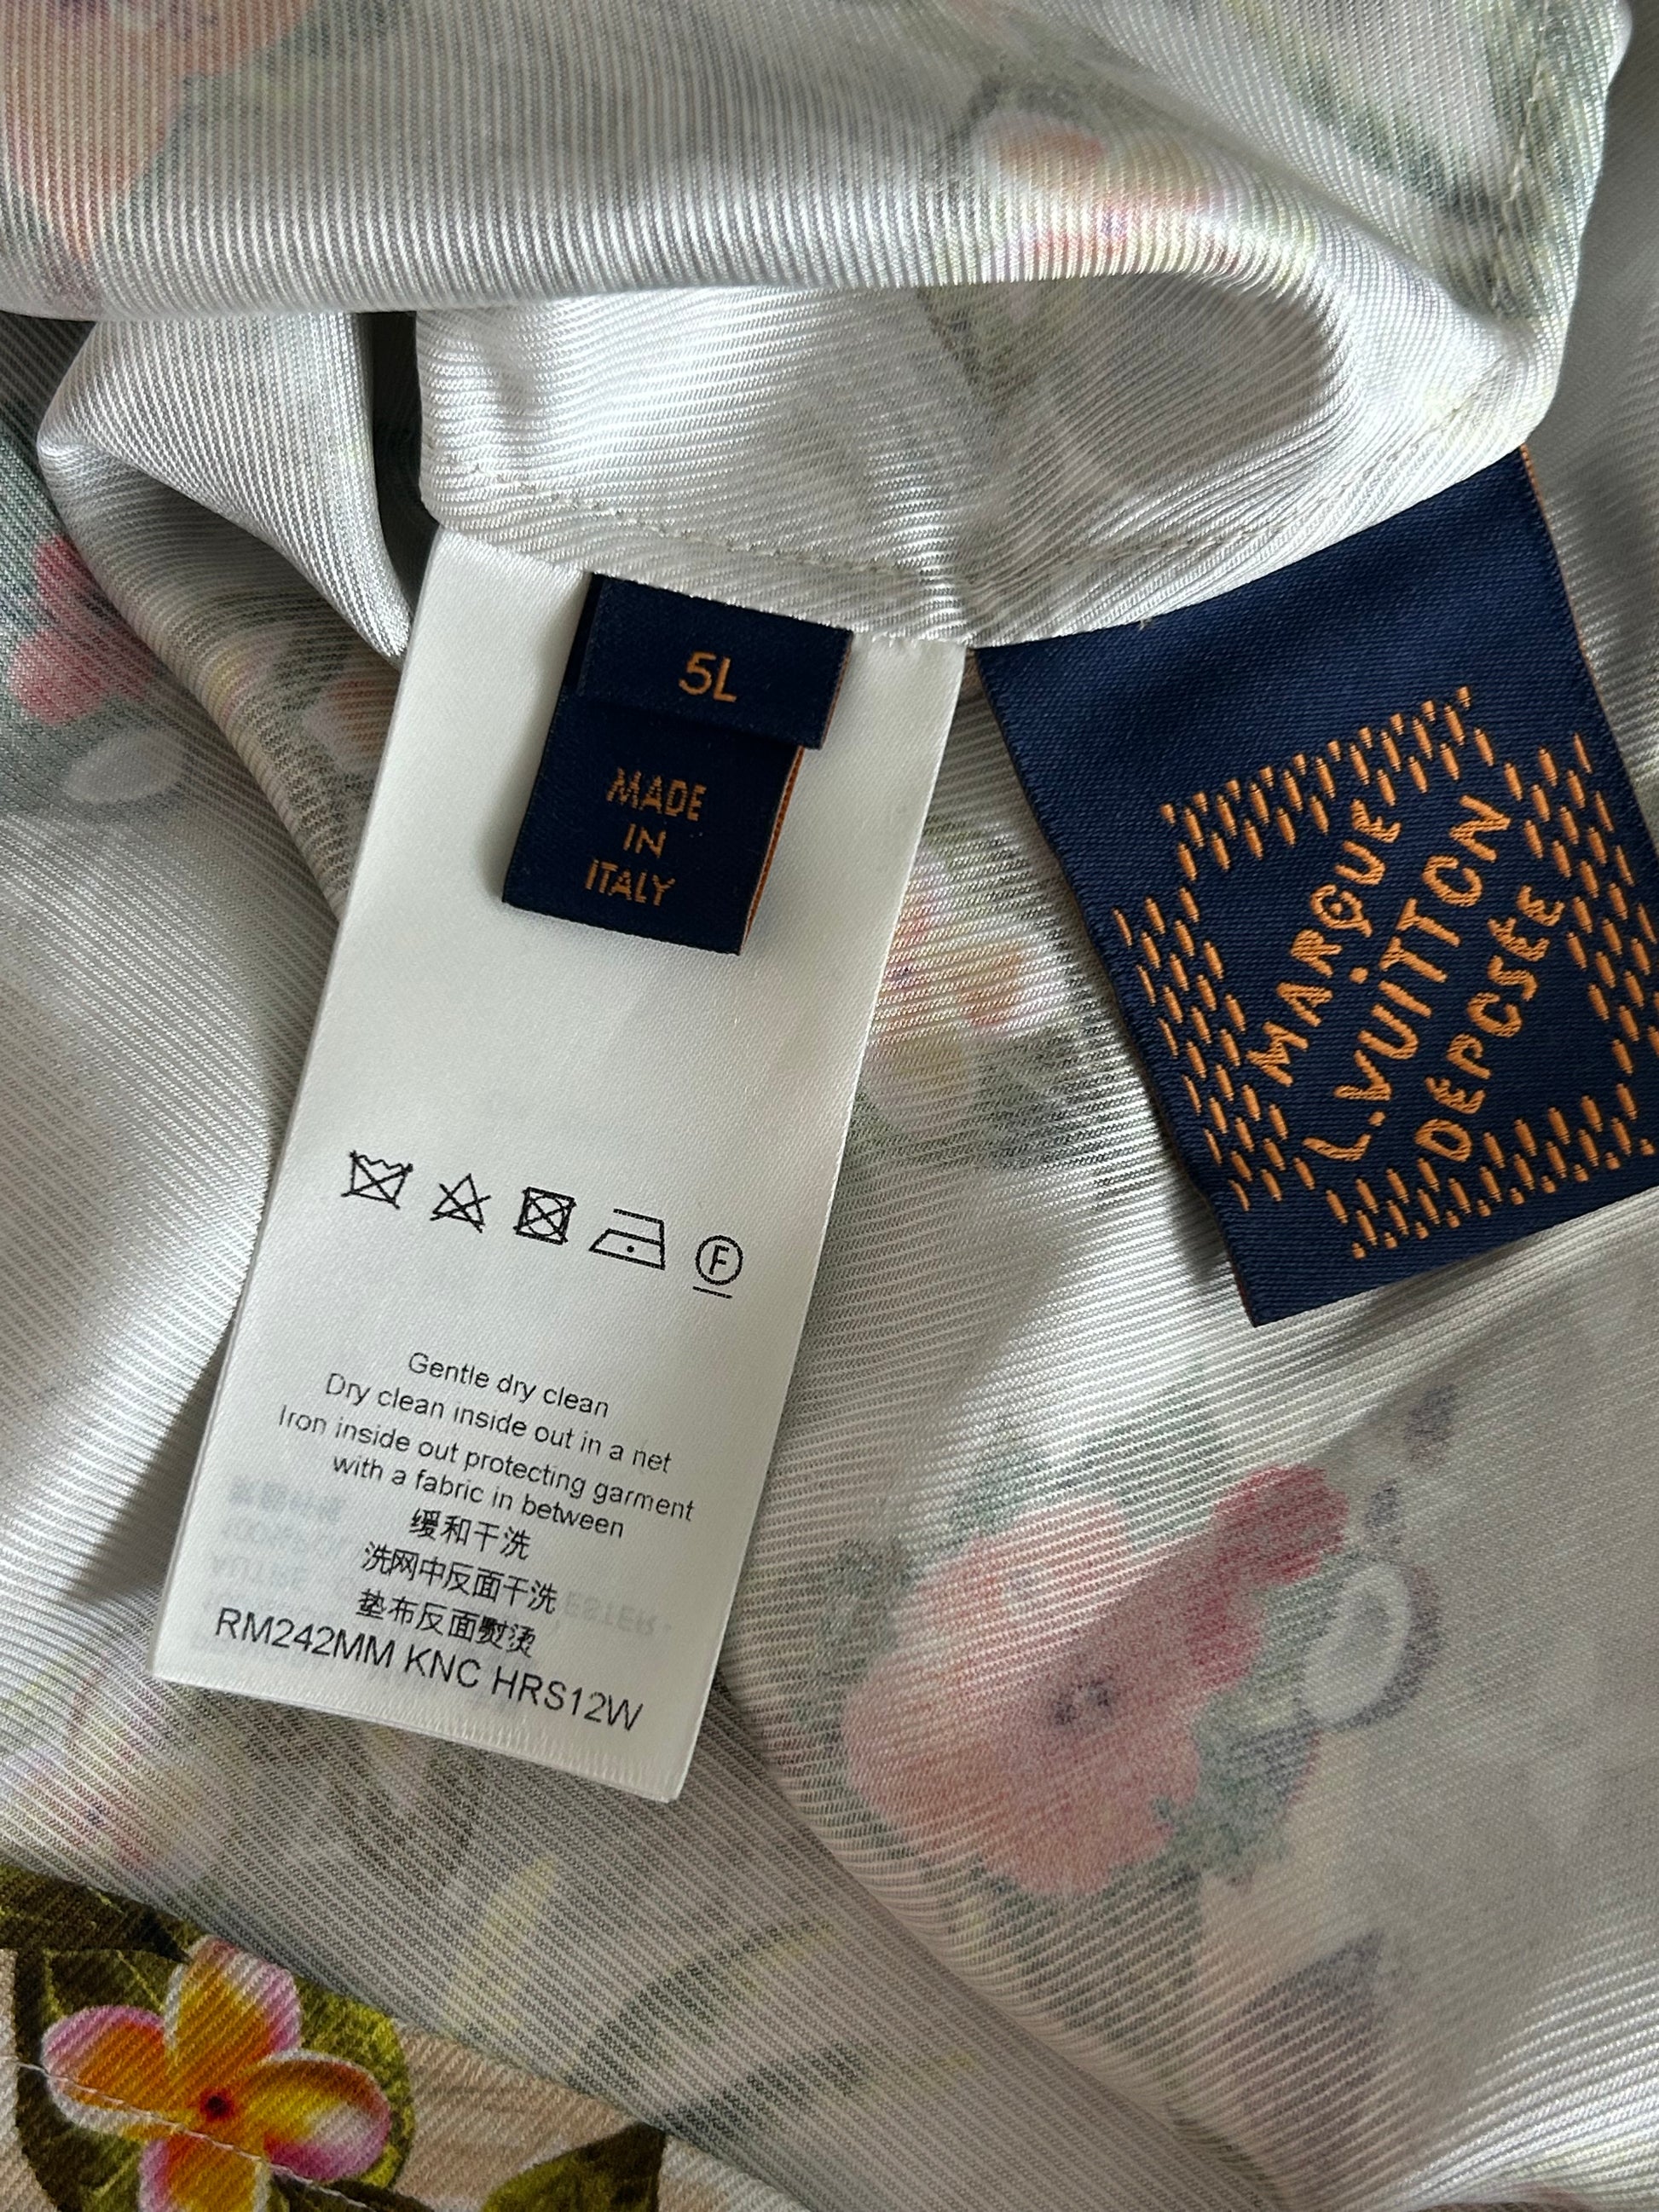 5L
MADE
IN
ITALY
MARQUE
L.VUITTON
DÉPOSÉE
F
Gentle dry clean
Dry clean inside out in a net
Iron inside out protecting garment
with a fabric in between
缓和干洗
洗网中反面干洗
垫布反面熨烫
RM242MM KNC HRS12W